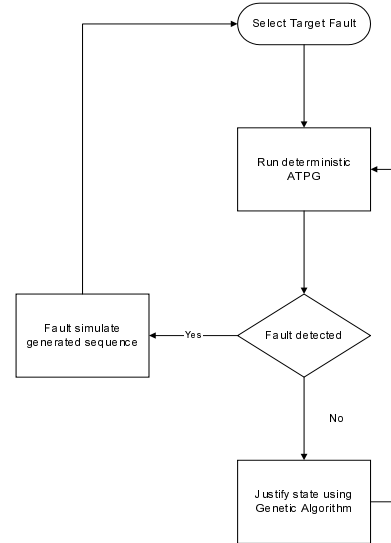 Select Target Fault
Run deterministic
ATPG
Fault simulate
generated sequence
Yes
Fault detected
No
Justify state using
Genetic Algorithm